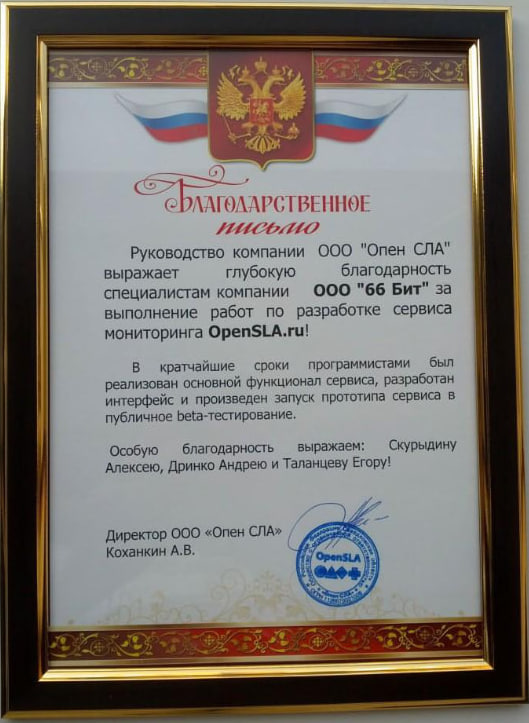 Благодарственное
письмо
Руководство компании ООО "Опен СЛА"
выражает глубокую благодарность
специалистам компании ООО "66 Бит" за
выполнение работ по разработке сервиса
мониторинга OpenSLA.ru!
В кратчайшие сроки программистами был
реализован основной функционал сервиса, разработан
интерфейс и произведен запуск прототипа сервиса в
публичное beta-тестирование.
Особую благодарность выражаем: Скурыдину
Алексею, Дринко Андрею и Таланцеву Егору!
Директор ООО «Опен СЛА»
Коханкин А.В.
OpenSLA